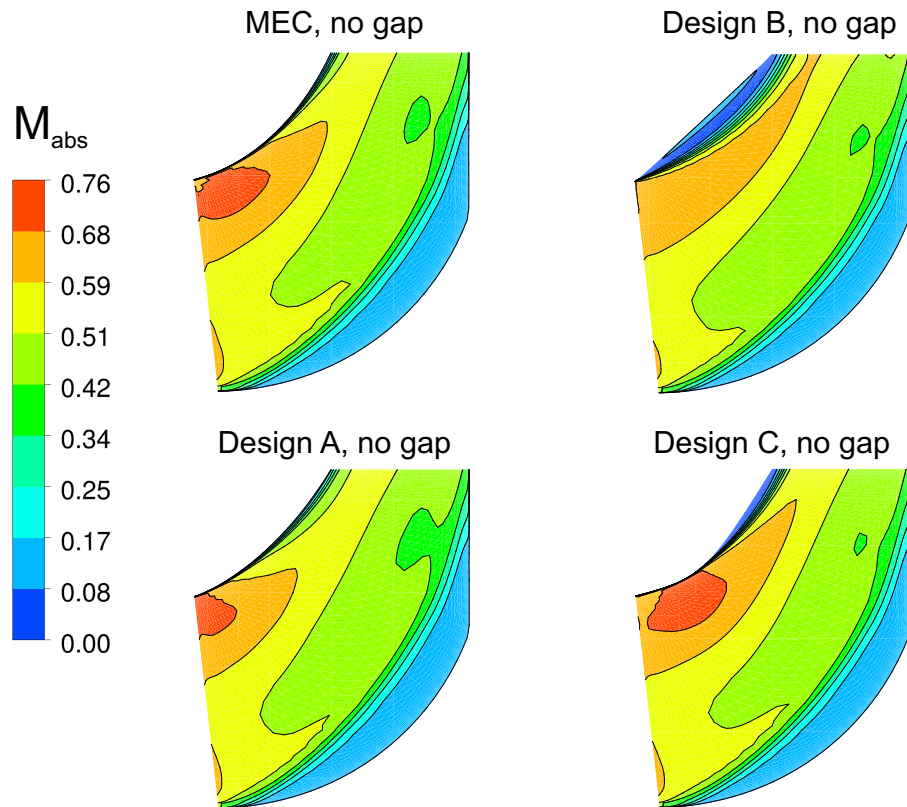 MEC, no gap
Design B, no gap
M_abs
0.76
0.68
0.59
0.51
0.42
0.34
0.25
0.17
0.08
0.00
Design A, no gap
Design C, no gap